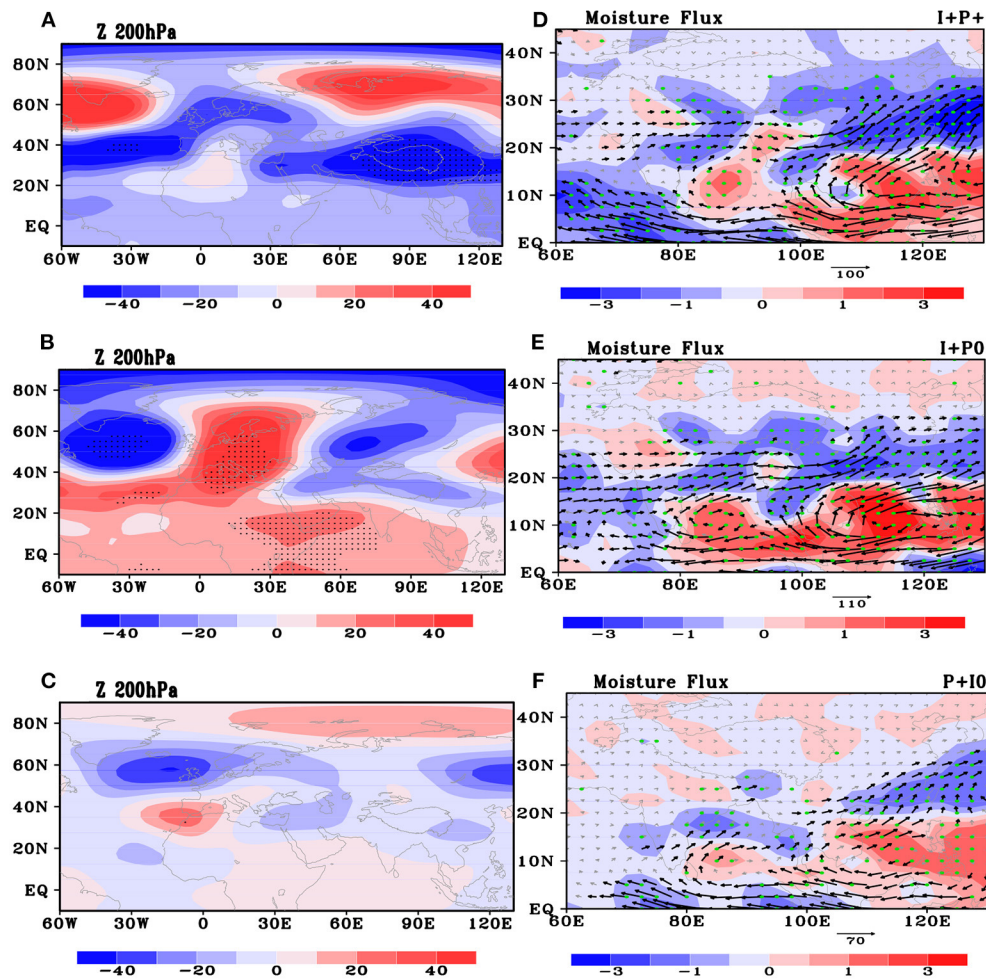 A
Z 200hPa
80N
60N
40N
20N
EQ
60W 30W 0 30E 60E 90E 120E
−40 −20 0 20 40
D
Moisture Flux I+P+
40N
30N
20N
10N
EQ
60E 80E 100E 120E
100
−3 −1 0 1 3
B
Z 200hPa
80N
60N
40N
20N
EQ
60W 30W 0 30E 60E 90E 120E
−40 −20 0 20 40
E
Moisture Flux I+P0
40N
30N
20N
10N
EQ
60E 80E 100E 120E
110
−3 −1 0 1 3
C
Z 200hPa
80N
60N
40N
20N
EQ
60W 30W 0 30E 60E 90E 120E
−40 −20 0 20 40
F
Moisture Flux P+I0
40N
30N
20N
10N
EQ
60E 80E 100E 120E
70
−3 −1 0 1 3